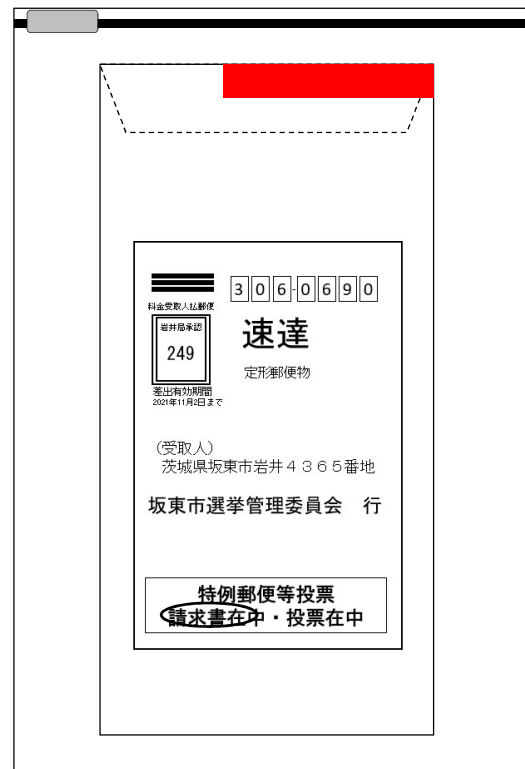 306-0690
料金受取人払郵便
岩井局承認
249
差出有効期間
2021年11月2日まで
速達
定形郵便物
（受取人）
茨城県坂東市岩井４３６５番地
坂東市選挙管理委員会　行
特例郵便等投票
請求書在中・投票在中